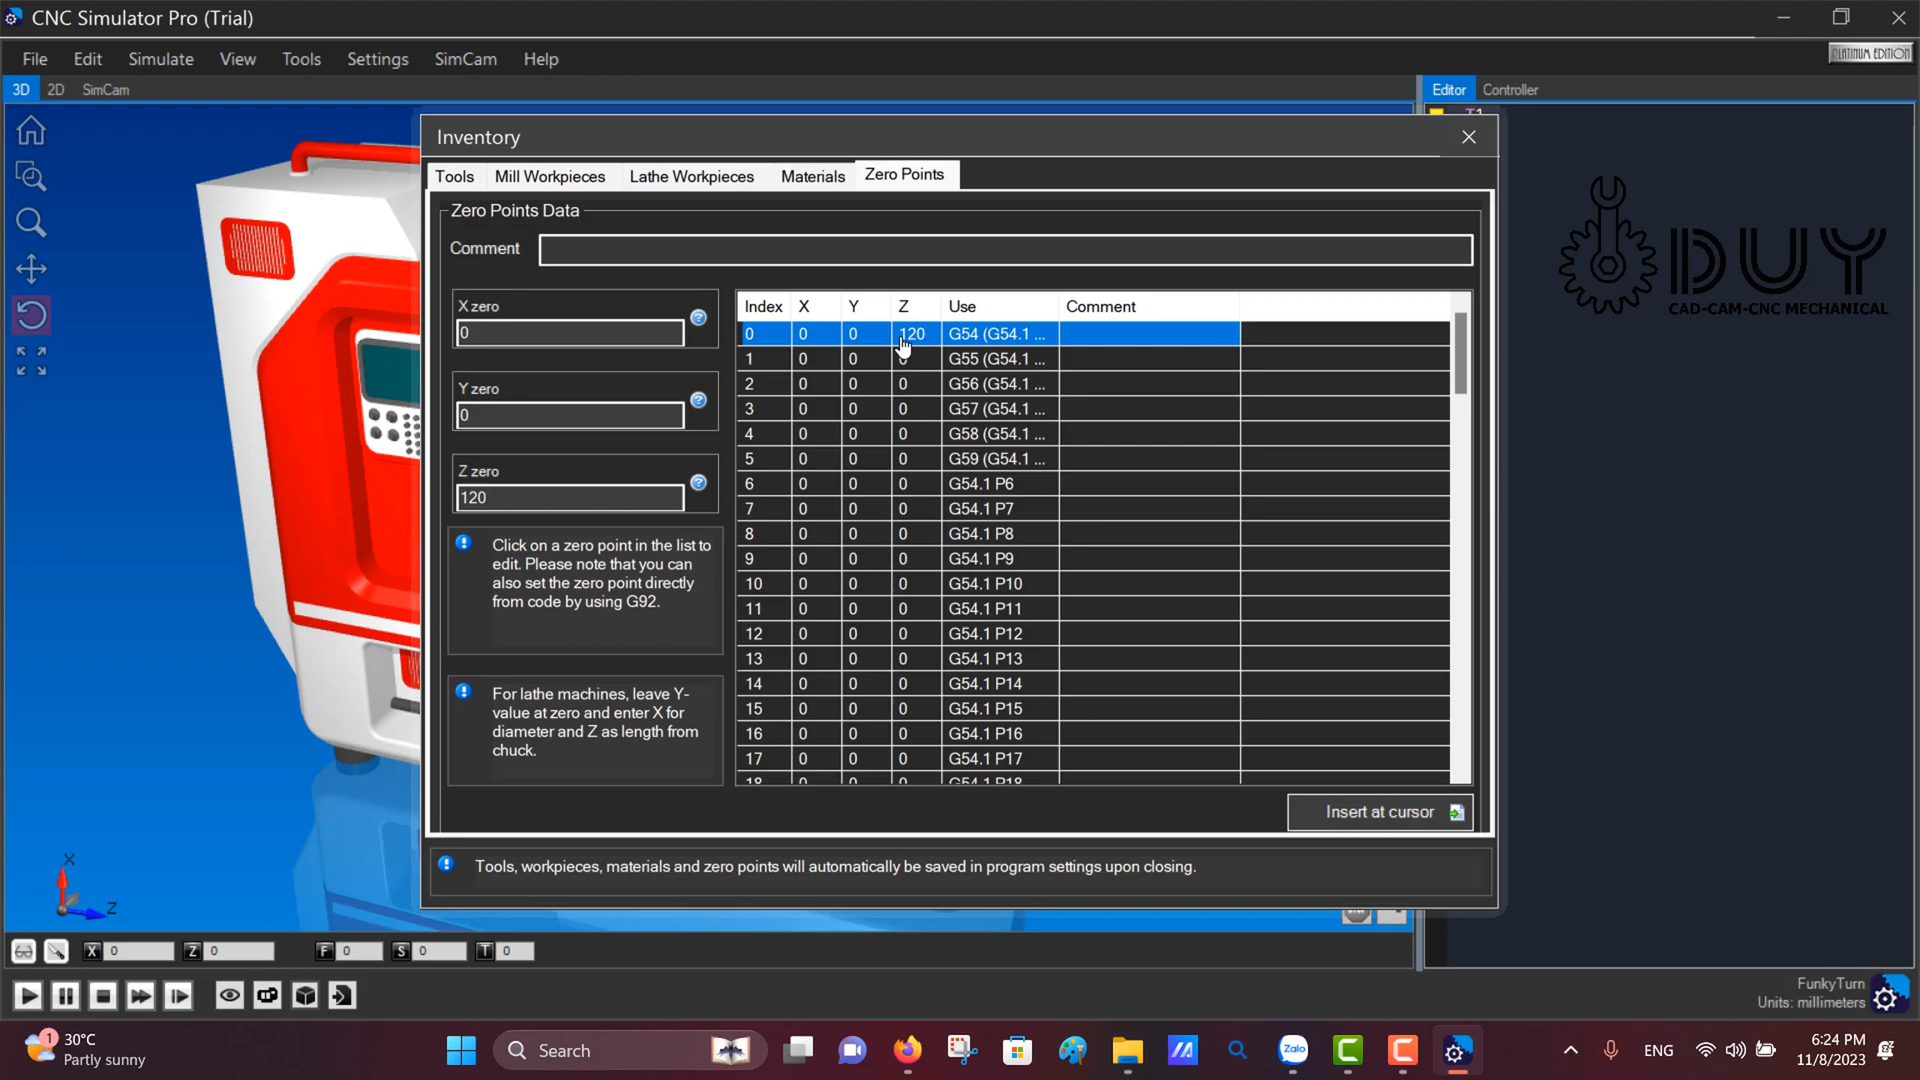 CNC Simulator Pro (Trial)
File Edit Simulate View Tools Settings SimCam Help
PLATINUM EDITION
3D 2D SimCam
Editor Controller
T1
Inventory
Tools Mill Workpieces Lathe Workpieces Materials Zero Points
Zero Points Data
Comment
X zero
0
Y zero
0
Z zero
120
Click on a zero point in the list to
edit. Please note that you can
also set the zero point directly
from code by using G92.
For lathe machines, leave Y-
value at zero and enter X for
diameter and Z as length from
chuck.
Index X Y Z Use Comment
0 0 0 120 G54 (G54.1 ...
1 0 0 0 G55 (G54.1 ...
2 0 0 0 G56 (G54.1 ...
3 0 0 0 G57 (G54.1 ...
4 0 0 0 G58 (G54.1 ...
5 0 0 0 G59 (G54.1 ...
6 0 0 0 G54.1 P6
7 0 0 0 G54.1 P7
8 0 0 0 G54.1 P8
9 0 0 0 G54.1 P9
10 0 0 0 G54.1 P10
11 0 0 0 G54.1 P11
12 0 0 0 G54.1 P12
13 0 0 0 G54.1 P13
14 0 0 0 G54.1 P14
15 0 0 0 G54.1 P15
16 0 0 0 G54.1 P16
17 0 0 0 G54.1 P17
18 0 0 0 G54.1 P18
Insert at cursor
Tools, workpieces, materials and zero points will automatically be saved in program settings upon closing.
DUY
CAD-CAM-CNC MECHANICAL
X
Z
X 0 Z 0 F 0 S 0 T 0
FunkyTurn
Units: millimeters
1
30°C
Partly sunny
Search
Zalo
ENG
6:24 PM
11/8/2023